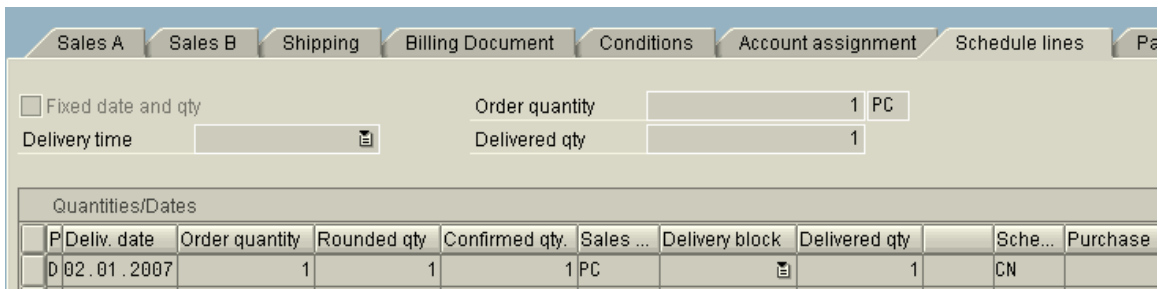 Sales A Sales B Shipping Billing Document Conditions Account assignment Schedule lines Pa
Fixed date and qty Order quantity 1 PC
Delivery time Delivered qty 1
Quantities/Dates
P Deliv. date Order quantity Rounded qty Confirmed qty. Sales ... Delivery block Delivered qty Sche... Purchase
D 02.01.2007 1 1 1 PC 1 CN